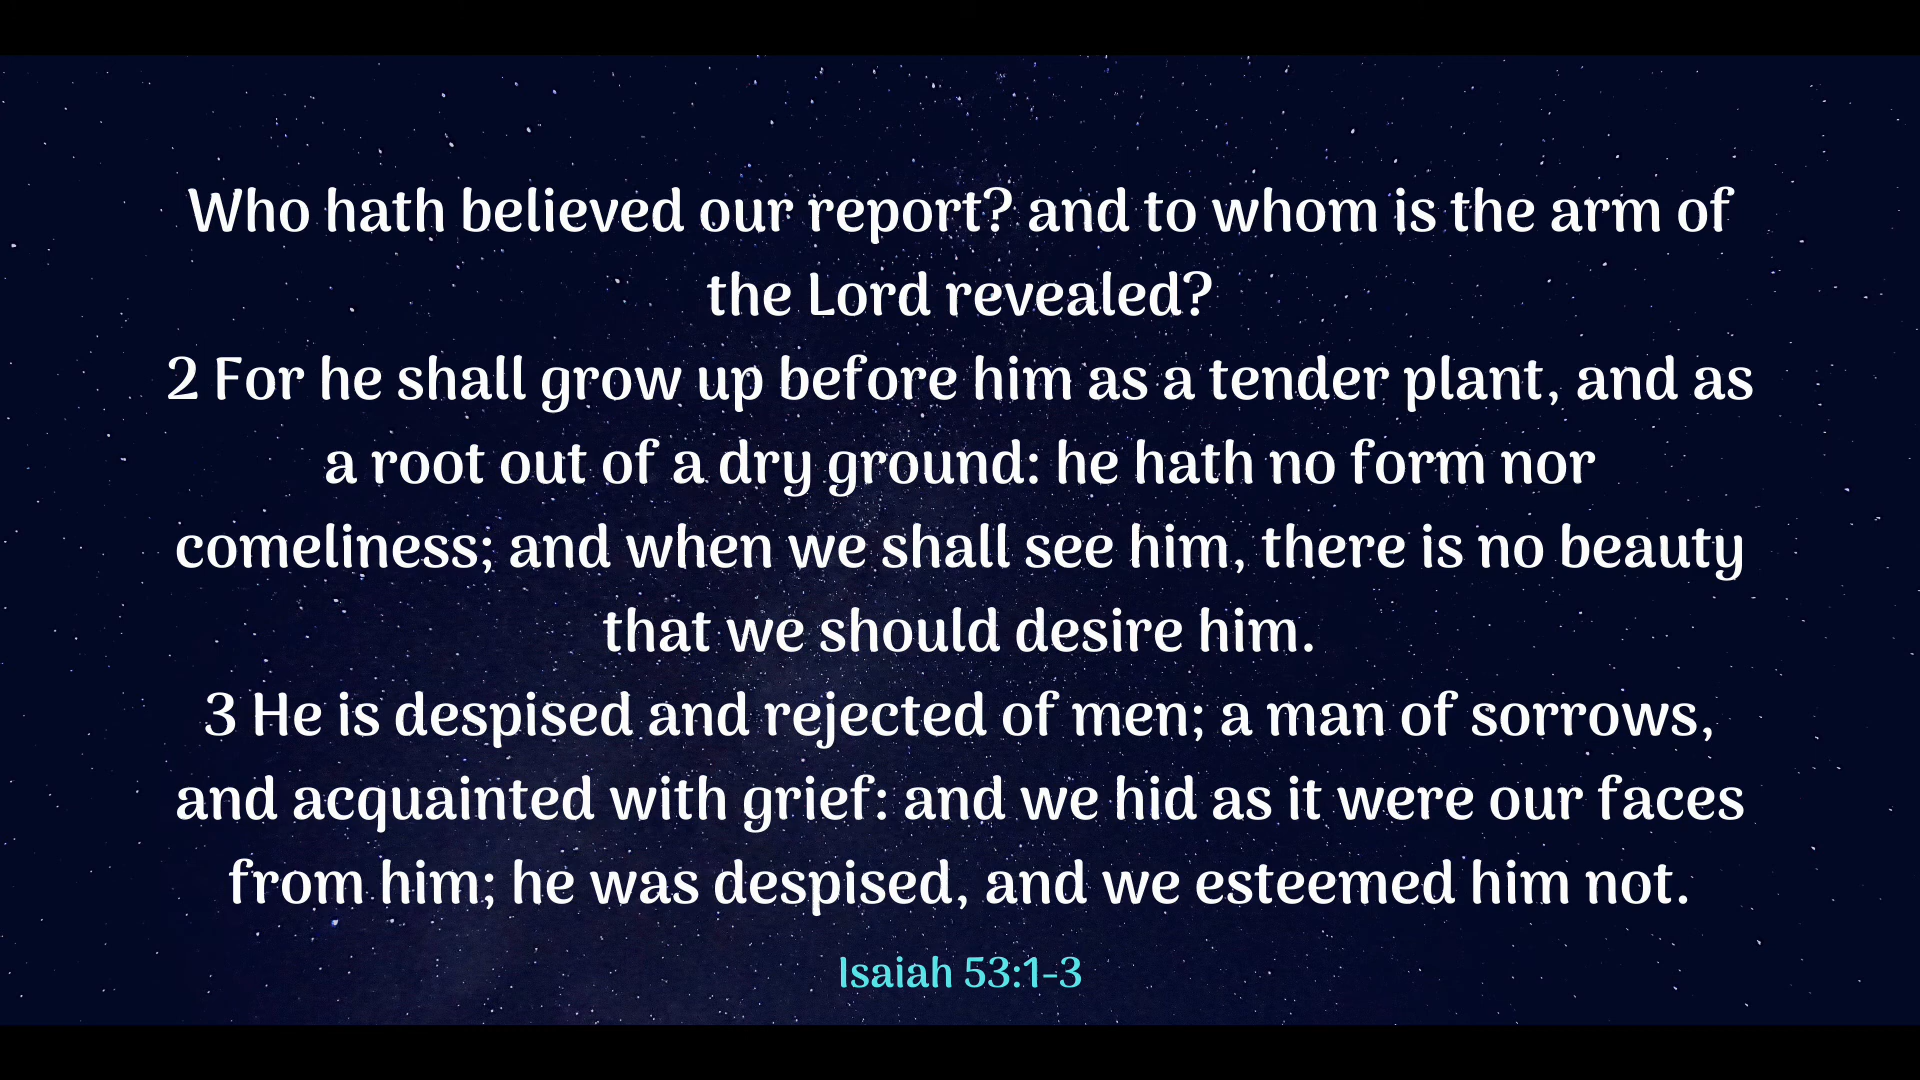 Who hath believed our report? and to whom is the arm of
the Lord revealed?
2 For he shall grow up before him as a tender plant, and as
a root out of a dry ground: he hath no form nor
comeliness; and when we shall see him, there is no beauty
that we should desire him.
3 He is despised and rejected of men; a man of sorrows,
and acquainted with grief: and we hid as it were our faces
from him; he was despised, and we esteemed him not.
Isaiah 53:1-3